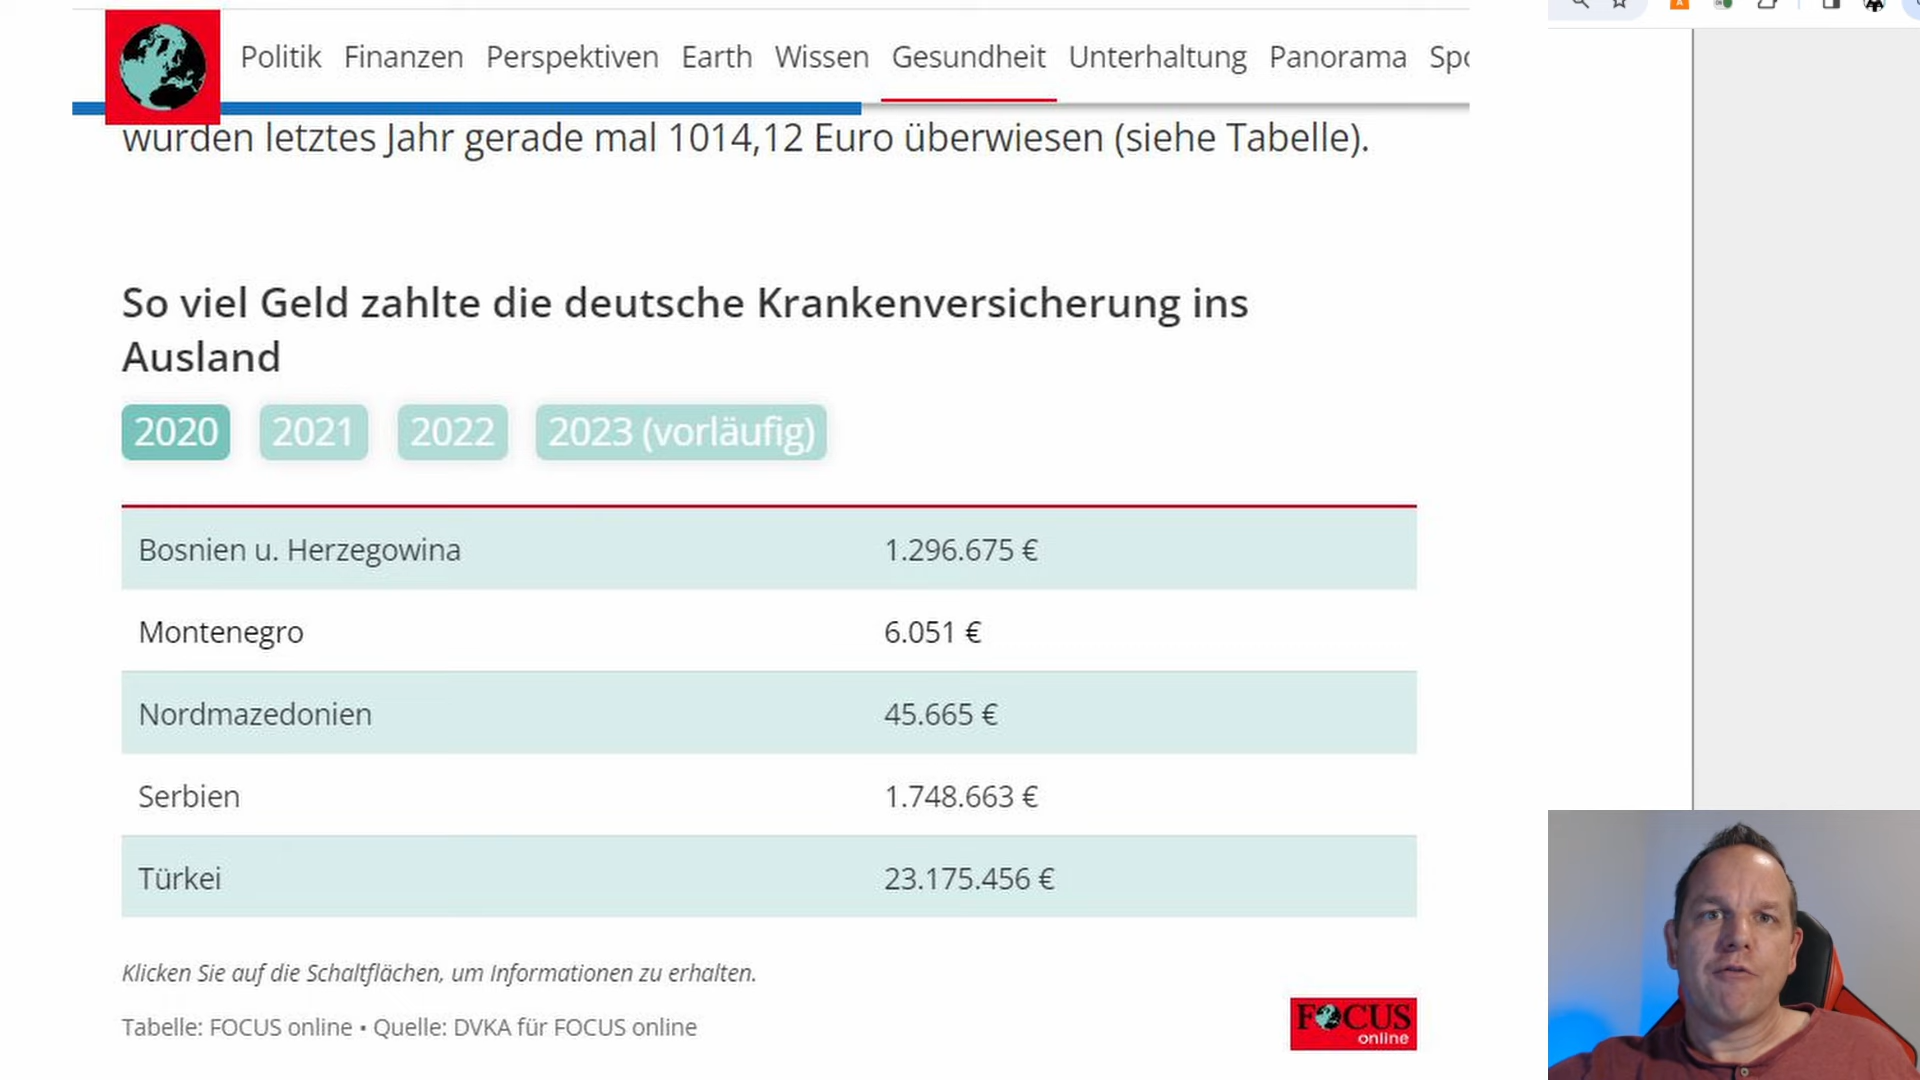 Politik Finanzen Perspektiven Earth Wissen Gesundheit Unterhaltung Panorama
wurden letztes Jahr gerade mal 1014,12 Euro überwiesen (siehe Tabelle).
So viel Geld zahlte die deutsche Krankenversicherung ins
Ausland
2020 2021 2022 2023 (vorläufig)
Bosnien u. Herzegowina 1.296.675 €
Montenegro 6.051 €
Nordmazedonien 45.665 €
Serbien 1.748.663 €
Türkei 23.175.456 €
Klicken Sie auf die Schaltflächen, um Informationen zu erhalten.
Tabelle: FOCUS online • Quelle: DVKA für FOCUS online
FOCUS
online